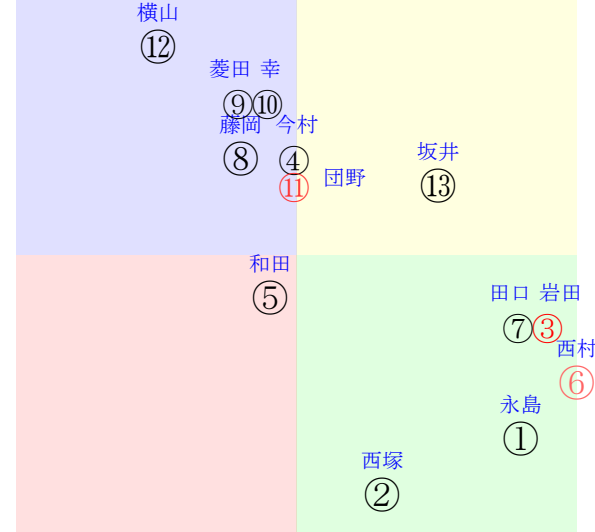 横山
⑫
菱田 幸
⑨⑩
藤岡 今村
⑧ ④
坂井
⑪ 団野 ⑬
和田
⑤
田口 岩田
⑦③
西村
⑥
永島
①
西塚
②